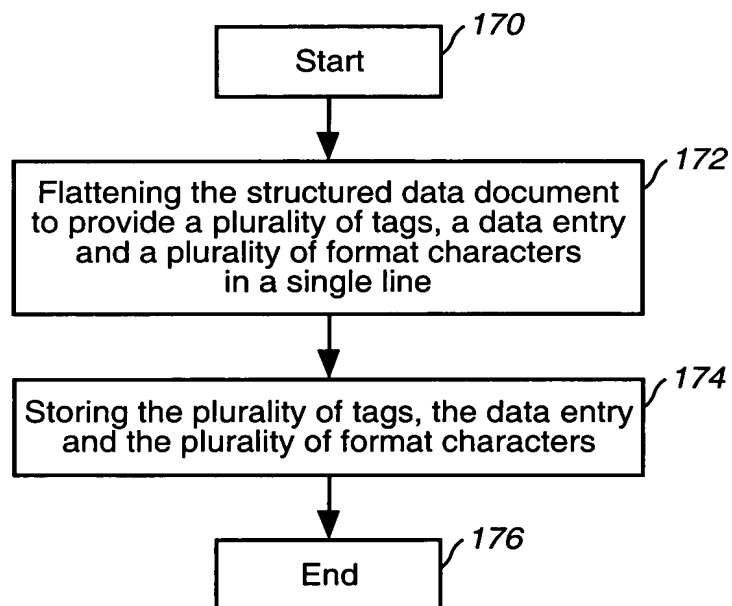 170
Start
172
Flattening the structured data document
to provide a plurality of tags, a data entry
and a plurality of format characters
in a single line
174
Storing the plurality of tags, the data entry
and the plurality of format characters
176
End